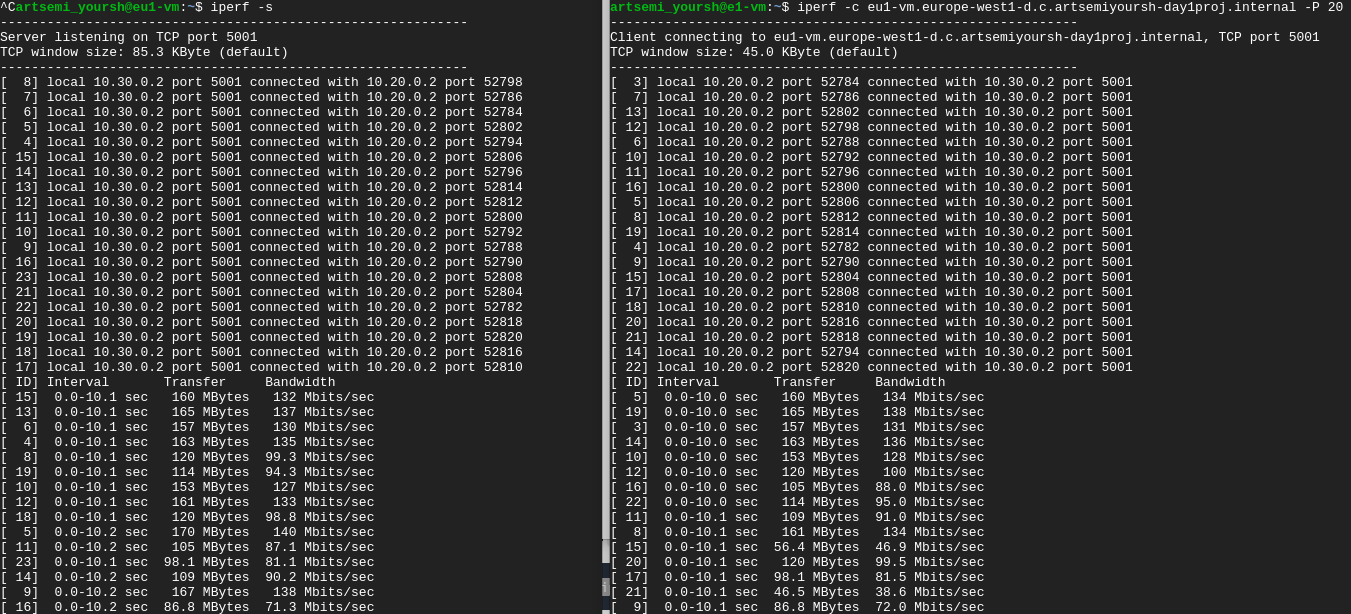 ^Cartsemi_yoursh@eu1-vm:~$ iperf -s
------------------------------------------------------------
Server listening on TCP port 5001
TCP window size: 85.3 KByte (default)
------------------------------------------------------------
[  8] local 10.30.0.2 port 5001 connected with 10.20.0.2 port 52798
[  7] local 10.30.0.2 port 5001 connected with 10.20.0.2 port 52786
[  6] local 10.30.0.2 port 5001 connected with 10.20.0.2 port 52784
[  5] local 10.30.0.2 port 5001 connected with 10.20.0.2 port 52802
[  4] local 10.30.0.2 port 5001 connected with 10.20.0.2 port 52794
[ 15] local 10.30.0.2 port 5001 connected with 10.20.0.2 port 52806
[ 14] local 10.30.0.2 port 5001 connected with 10.20.0.2 port 52796
[ 13] local 10.30.0.2 port 5001 connected with 10.20.0.2 port 52814
[ 12] local 10.30.0.2 port 5001 connected with 10.20.0.2 port 52812
[ 11] local 10.30.0.2 port 5001 connected with 10.20.0.2 port 52800
[ 10] local 10.30.0.2 port 5001 connected with 10.20.0.2 port 52792
[  9] local 10.30.0.2 port 5001 connected with 10.20.0.2 port 52788
[ 16] local 10.30.0.2 port 5001 connected with 10.20.0.2 port 52790
[ 23] local 10.30.0.2 port 5001 connected with 10.20.0.2 port 52808
[ 21] local 10.30.0.2 port 5001 connected with 10.20.0.2 port 52804
[ 22] local 10.30.0.2 port 5001 connected with 10.20.0.2 port 52782
[ 20] local 10.30.0.2 port 5001 connected with 10.20.0.2 port 52818
[ 19] local 10.30.0.2 port 5001 connected with 10.20.0.2 port 52820
[ 18] local 10.30.0.2 port 5001 connected with 10.20.0.2 port 52816
[ 17] local 10.30.0.2 port 5001 connected with 10.20.0.2 port 52810
[ ID] Interval       Transfer     Bandwidth
[ 15]  0.0-10.1 sec   160 MBytes   132 Mbits/sec
[ 13]  0.0-10.1 sec   165 MBytes   137 Mbits/sec
[  6]  0.0-10.1 sec   157 MBytes   130 Mbits/sec
[  4]  0.0-10.1 sec   163 MBytes   135 Mbits/sec
[  8]  0.0-10.1 sec   120 MBytes  99.3 Mbits/sec
[ 19]  0.0-10.1 sec   114 MBytes  94.3 Mbits/sec
[ 10]  0.0-10.1 sec   153 MBytes   127 Mbits/sec
[ 12]  0.0-10.1 sec   161 MBytes   133 Mbits/sec
[ 18]  0.0-10.1 sec   120 MBytes  98.8 Mbits/sec
[  5]  0.0-10.2 sec   170 MBytes   140 Mbits/sec
[ 11]  0.0-10.2 sec   105 MBytes  87.1 Mbits/sec
[ 23]  0.0-10.1 sec  98.1 MBytes  81.1 Mbits/sec
[ 14]  0.0-10.2 sec   109 MBytes  90.2 Mbits/sec
[  9]  0.0-10.2 sec   167 MBytes   138 Mbits/sec
[ 16]  0.0-10.2 sec  86.8 MBytes  71.3 Mbits/sec
artsemi_yoursh@e1-vm:~$ iperf -c eu1-vm.europe-west1-d.c.artsemiyoursh-day1proj.internal -P 20
------------------------------------------------------------
Client connecting to eu1-vm.europe-west1-d.c.artsemiyoursh-day1proj.internal, TCP port 5001
TCP window size: 45.0 KByte (default)
------------------------------------------------------------
[  3] local 10.20.0.2 port 52784 connected with 10.30.0.2 port 5001
[  7] local 10.20.0.2 port 52786 connected with 10.30.0.2 port 5001
[ 13] local 10.20.0.2 port 52802 connected with 10.30.0.2 port 5001
[ 12] local 10.20.0.2 port 52798 connected with 10.30.0.2 port 5001
[  6] local 10.20.0.2 port 52788 connected with 10.30.0.2 port 5001
[ 10] local 10.20.0.2 port 52792 connected with 10.30.0.2 port 5001
[ 11] local 10.20.0.2 port 52796 connected with 10.30.0.2 port 5001
[ 16] local 10.20.0.2 port 52800 connected with 10.30.0.2 port 5001
[  5] local 10.20.0.2 port 52806 connected with 10.30.0.2 port 5001
[  8] local 10.20.0.2 port 52812 connected with 10.30.0.2 port 5001
[ 19] local 10.20.0.2 port 52814 connected with 10.30.0.2 port 5001
[  4] local 10.20.0.2 port 52782 connected with 10.30.0.2 port 5001
[  9] local 10.20.0.2 port 52790 connected with 10.30.0.2 port 5001
[ 15] local 10.20.0.2 port 52804 connected with 10.30.0.2 port 5001
[ 17] local 10.20.0.2 port 52808 connected with 10.30.0.2 port 5001
[ 18] local 10.20.0.2 port 52810 connected with 10.30.0.2 port 5001
[ 20] local 10.20.0.2 port 52816 connected with 10.30.0.2 port 5001
[ 21] local 10.20.0.2 port 52818 connected with 10.30.0.2 port 5001
[ 14] local 10.20.0.2 port 52794 connected with 10.30.0.2 port 5001
[ 22] local 10.20.0.2 port 52820 connected with 10.30.0.2 port 5001
[ ID] Interval       Transfer     Bandwidth
[  5]  0.0-10.0 sec   160 MBytes   134 Mbits/sec
[ 19]  0.0-10.0 sec   165 MBytes   138 Mbits/sec
[  3]  0.0-10.0 sec   157 MBytes   131 Mbits/sec
[ 14]  0.0-10.0 sec   163 MBytes   136 Mbits/sec
[ 10]  0.0-10.0 sec   153 MBytes   128 Mbits/sec
[ 12]  0.0-10.0 sec   120 MBytes   100 Mbits/sec
[ 16]  0.0-10.0 sec   105 MBytes  88.0 Mbits/sec
[ 22]  0.0-10.0 sec   114 MBytes  95.0 Mbits/sec
[ 11]  0.0-10.1 sec   109 MBytes  91.0 Mbits/sec
[  8]  0.0-10.1 sec   161 MBytes   134 Mbits/sec
[ 15]  0.0-10.1 sec  56.4 MBytes  46.9 Mbits/sec
[ 20]  0.0-10.1 sec   120 MBytes  99.5 Mbits/sec
[ 17]  0.0-10.1 sec  98.1 MBytes  81.5 Mbits/sec
[ 21]  0.0-10.1 sec  46.5 MBytes  38.6 Mbits/sec
[  9]  0.0-10.1 sec  86.8 MBytes  72.0 Mbits/sec